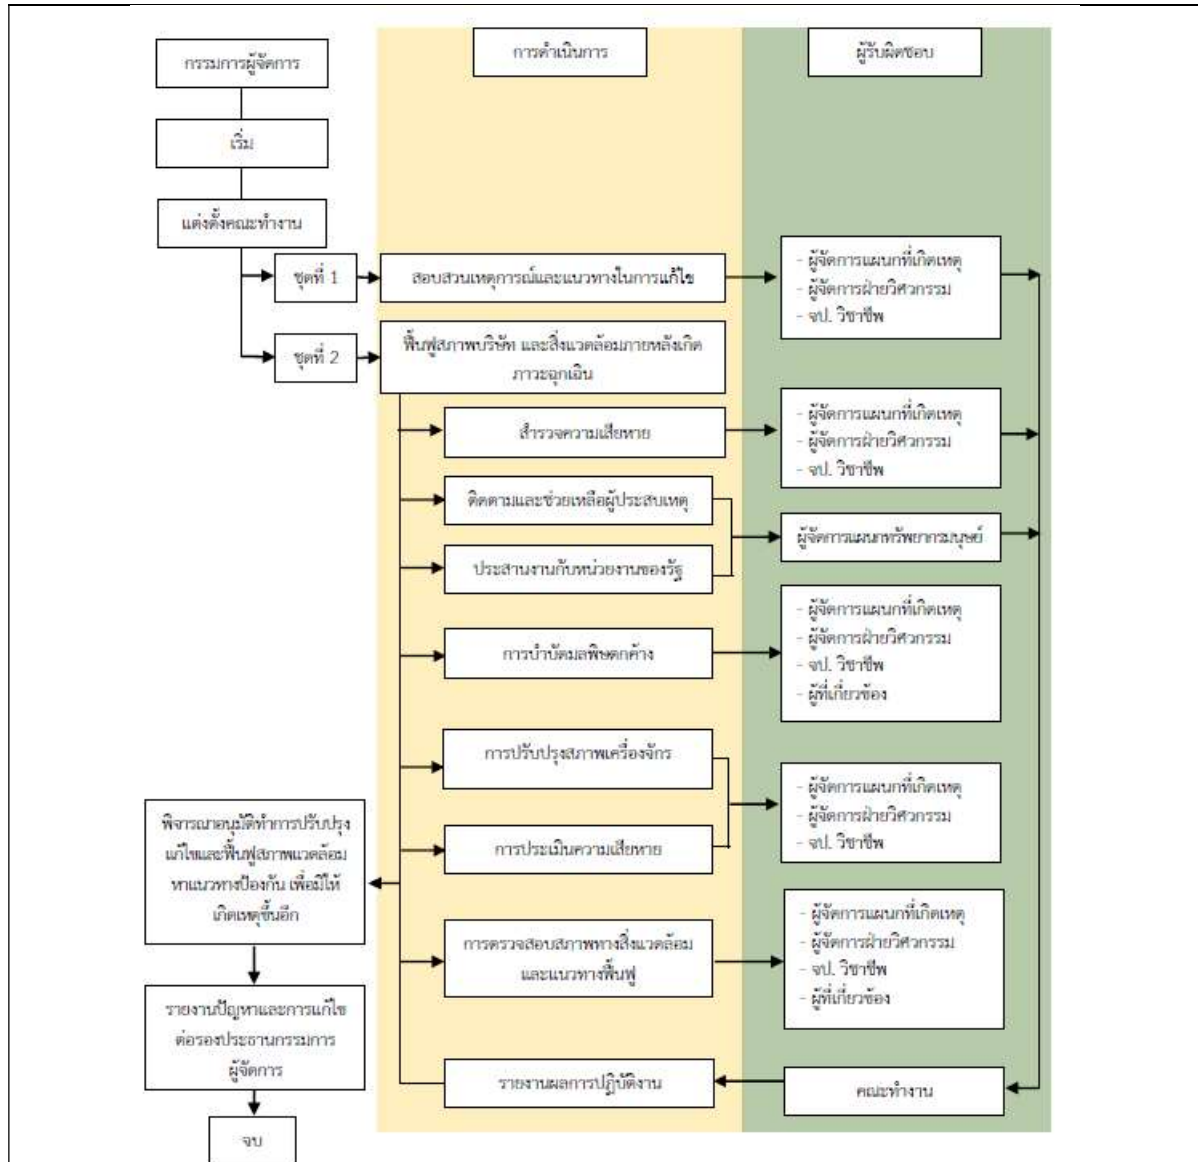 กรรมการผู้จัดการ
การดำเนินการ
ผู้รับผิดชอบ
เริ่ม
แต่งตั้งคณะทำงาน
ชุดที่ 1
สอบสวนเหตุการณ์และแนวทางในการแก้ไข
- ผู้จัดการแผนกที่เกิดเหตุ
- ผู้จัดการฝ่ายวิศวกรรม
- จป. วิชาชีพ
ชุดที่ 2
ฟื้นฟูสภาพบริษัท และสิ่งแวดล้อมภายหลังเกิด
ภาวะฉุกเฉิน
สำรวจความเสียหาย
- ผู้จัดการแผนกที่เกิดเหตุ
- ผู้จัดการฝ่ายวิศวกรรม
- จป. วิชาชีพ
ติดตามและช่วยเหลือผู้ประสบเหตุ
ประสานงานกับหน่วยงานของรัฐ
ผู้จัดการแผนกทรัพยากรมนุษย์
การบำบัดมลพิษตกค้าง
- ผู้จัดการแผนกที่เกิดเหตุ
- ผู้จัดการฝ่ายวิศวกรรม
- จป. วิชาชีพ
- ผู้ที่เกี่ยวข้อง
การปรับปรุงสภาพเครื่องจักร
การประเมินความเสียหาย
- ผู้จัดการแผนกที่เกิดเหตุ
- ผู้จัดการฝ่ายวิศวกรรม
- จป. วิชาชีพ
การตรวจสอบสภาพทางสิ่งแวดล้อม
และแนวทางฟื้นฟู
- ผู้จัดการแผนกที่เกิดเหตุ
- ผู้จัดการฝ่ายวิศวกรรม
- จป. วิชาชีพ
- ผู้ที่เกี่ยวข้อง
คณะทำงาน
รายงานผลการปฏิบัติงาน
พิจารณาอนุมัติทำการปรับปรุง
แก้ไขและฟื้นฟูสภาพแวดล้อม
หาแนวทางป้องกัน เพื่อมิให้
เกิดเหตุขึ้นอีก
รายงานปัญหาและการแก้ไข
ต่อรองประธานกรรมการ
ผู้จัดการ
จบ